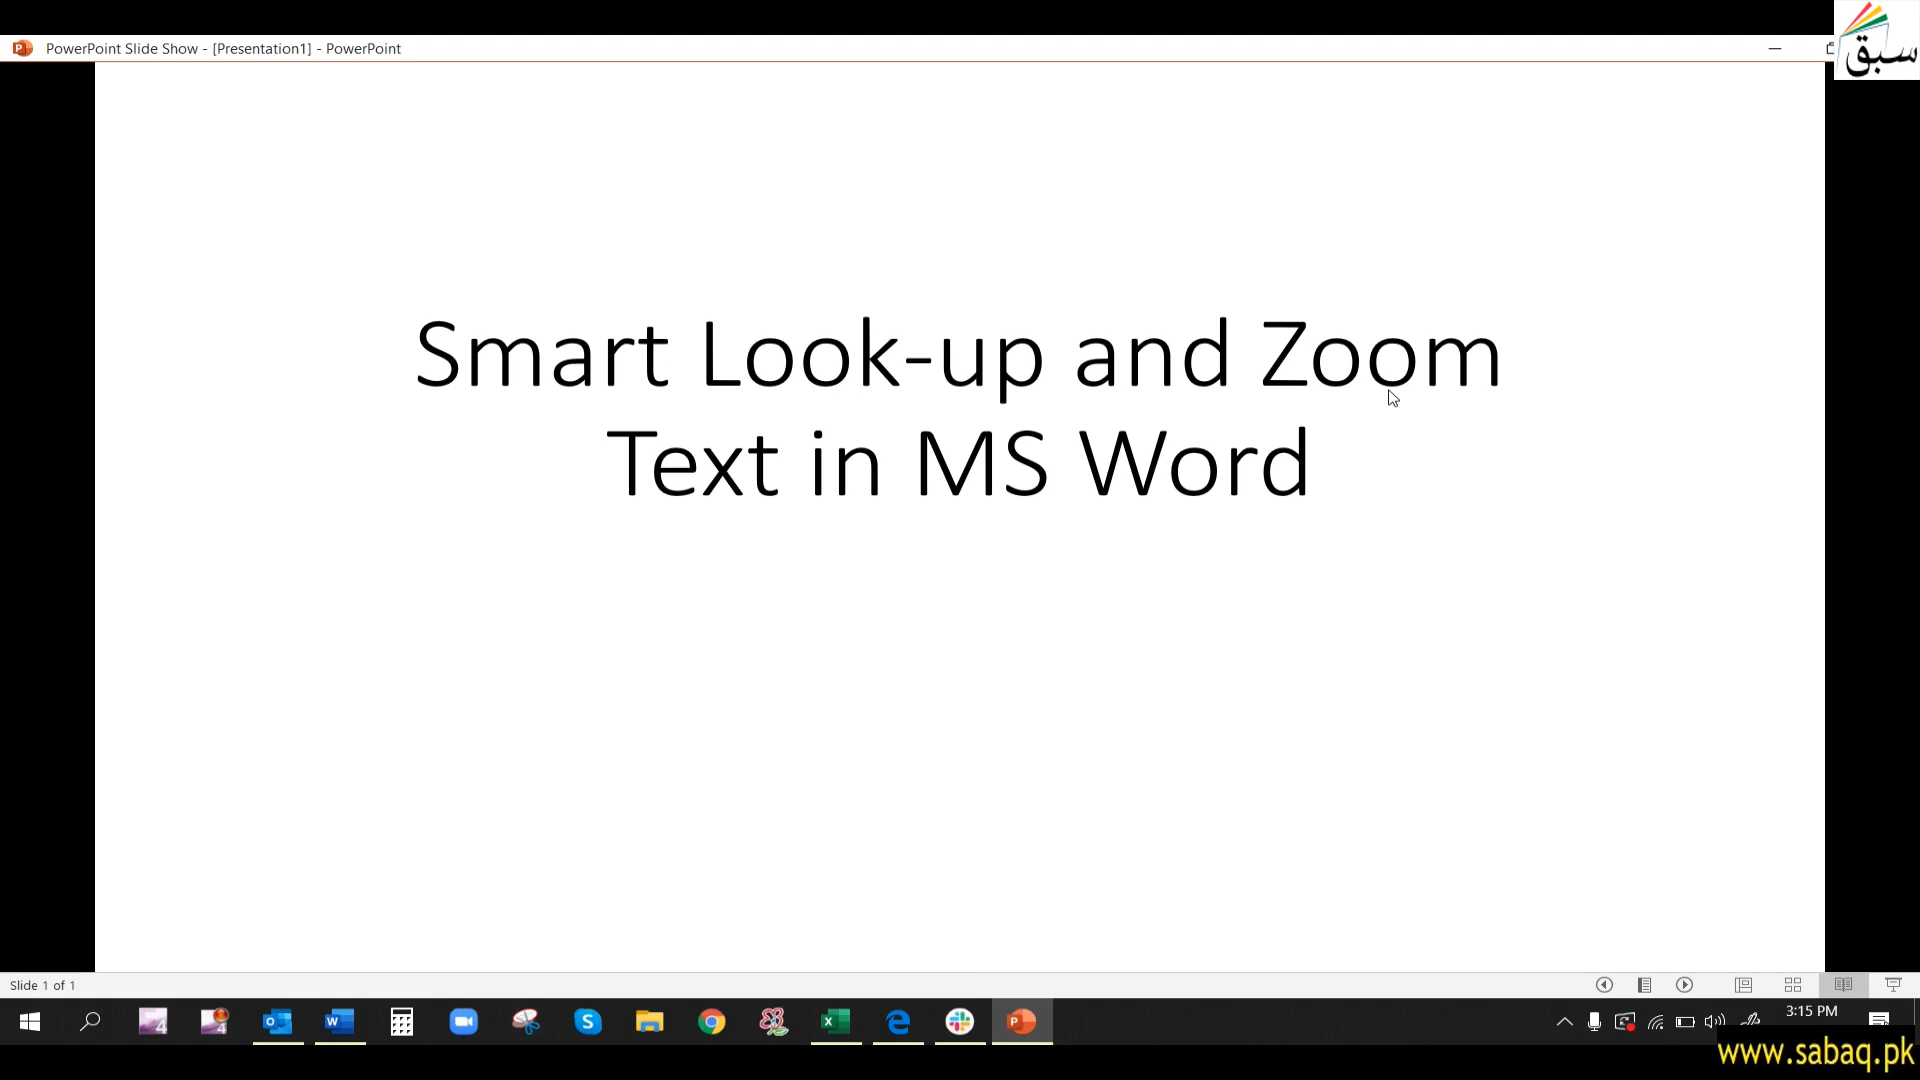 PowerPoint Slide Show - [Presentation1] - PowerPoint
سبق
Smart Look-up and Zoom
Text in MS Word
Slide 1 of 1
3:15 PM
www.sabaq.pk